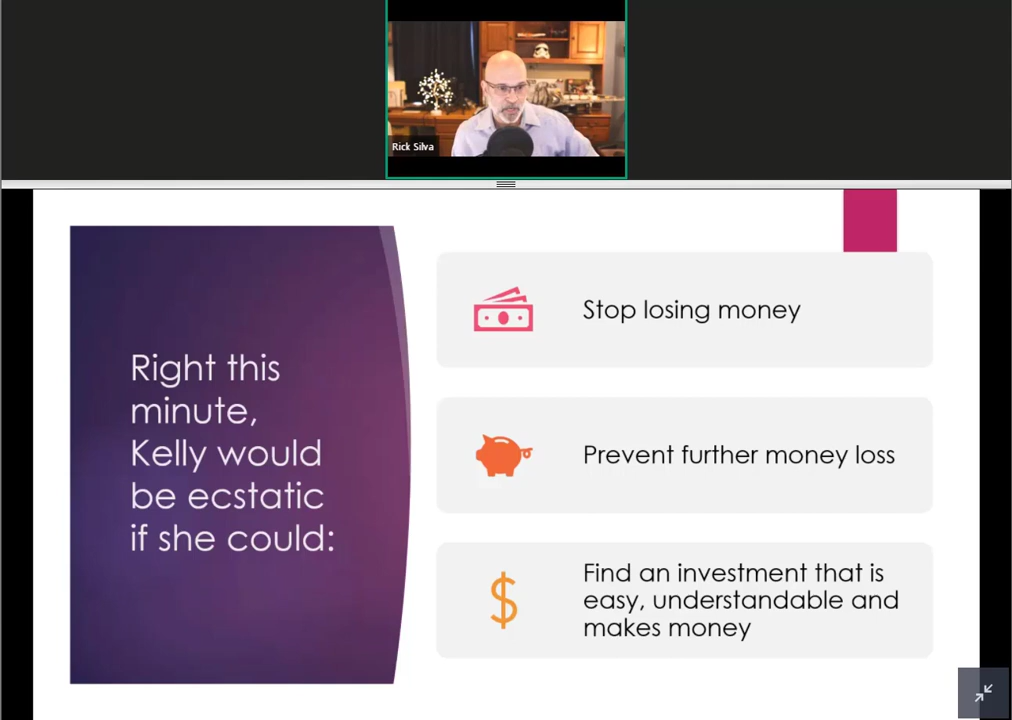 Rick Silva
Right this
minute,
Kelly would
be ecstatic
if she could:
Stop losing money
Prevent further money loss
Find an investment that is
easy, understandable and
makes money